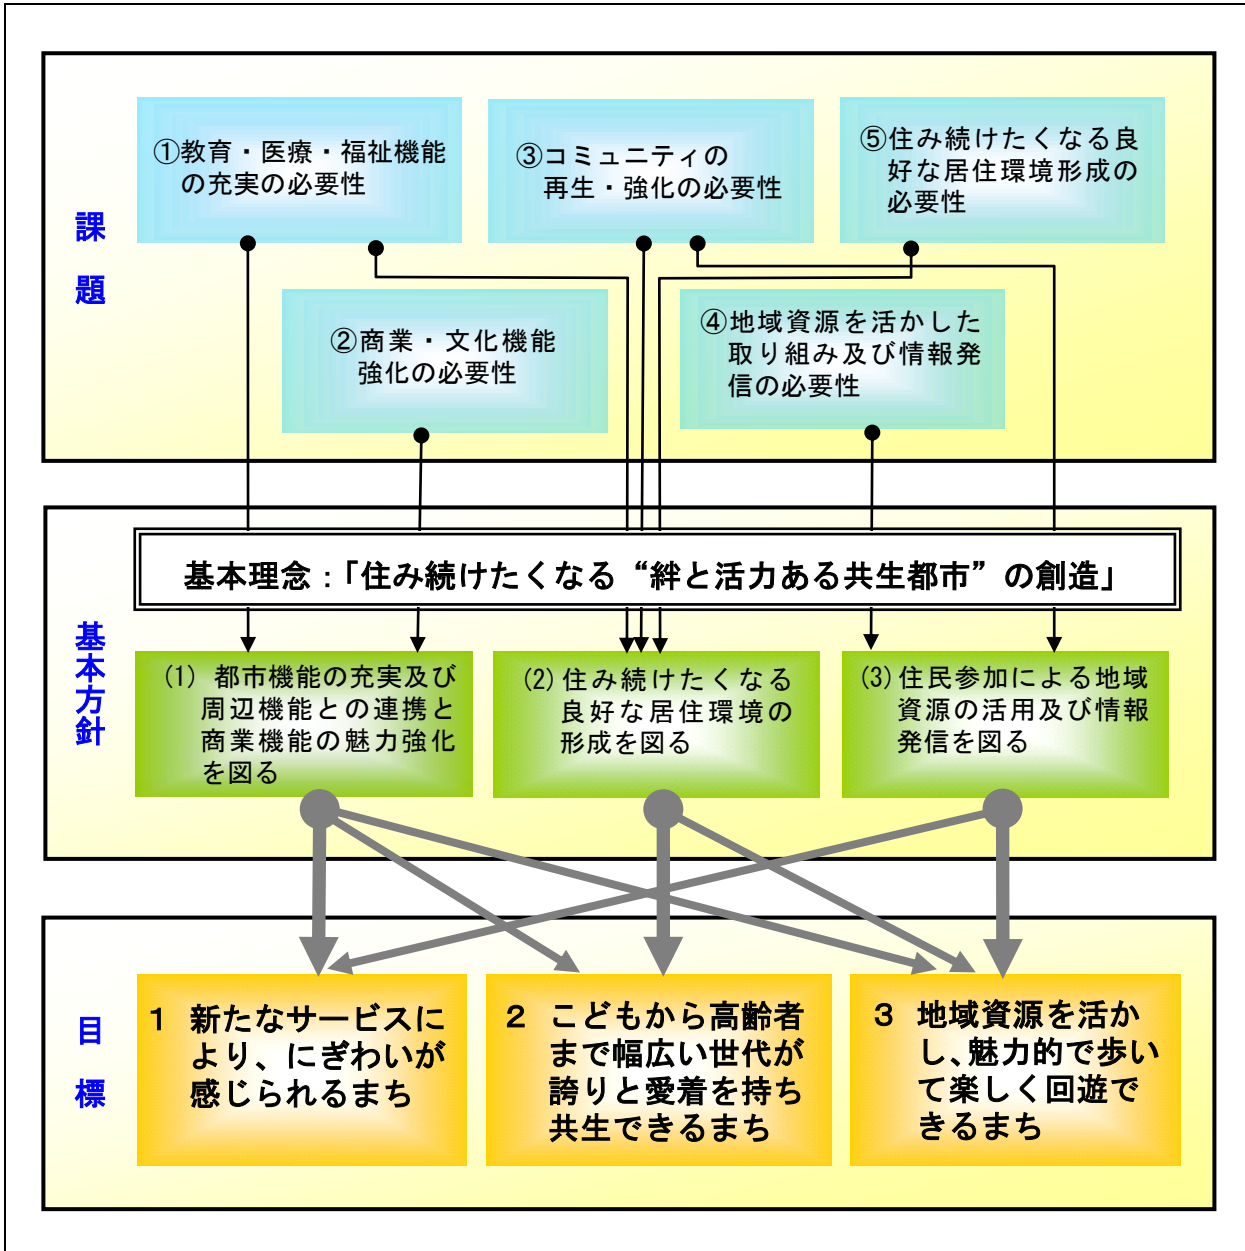 課
題
①教育・医療・福祉機能
の充実の必要性
③コミュニティの
再生・強化の必要性
⑤住み続けたくなる良
好な居住環境形成の
必要性
②商業・文化機能
強化の必要性
④地域資源を活かした
取り組み及び情報発
信の必要性
基本方針
基本理念：「住み続けたくなる“絆と活力ある共生都市”の創造」
(1) 都市機能の充実及び
周辺機能との連携と
商業機能の魅力強化
を図る
(2)住み続けたくなる
良好な居住環境の
形成を図る
(3)住民参加による地域
資源の活用及び情報
発信を図る
目
標
１ 新たなサービスに
より、にぎわいが
感じられるまち
２ こどもから高齢者
まで幅広い世代が
誇りと愛着を持ち
共生できるまち
３ 地域資源を活か
し、魅力的で歩い
て楽しく回遊で
きるまち